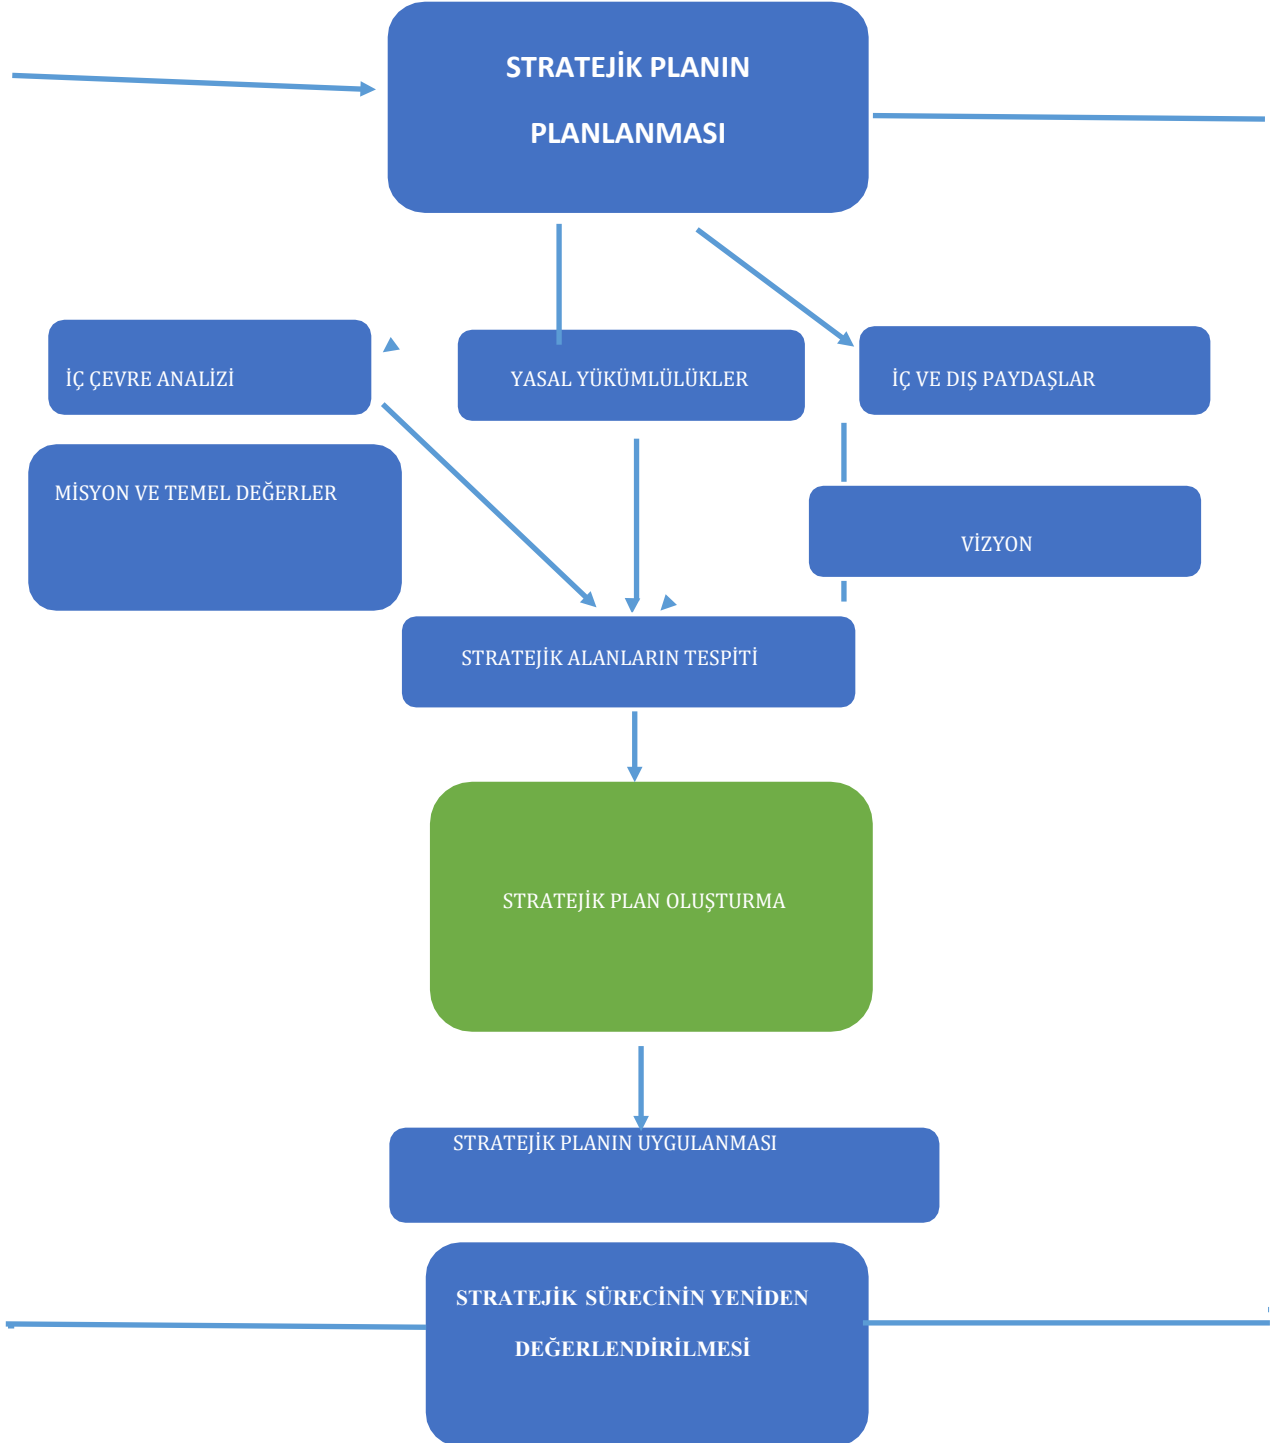 STRATEJİK PLANIN
PLANLANMASI
İÇ ÇEVRE ANALİZİ
YASAL YÜKÜMLÜLÜKLER
İÇ VE DIŞ PAYDAŞLAR
MİSYON VE TEMEL DEĞERLER
VİZYON
STRATEJİK ALANLARIN TESPİTİ
STRATEJİK PLAN OLUŞTURMA
STRATEJİK PLANIN UYGULANMASI
STRATEJİK SÜRECİNİN YENİDEN
DEĞERLENDİRİLMESİ